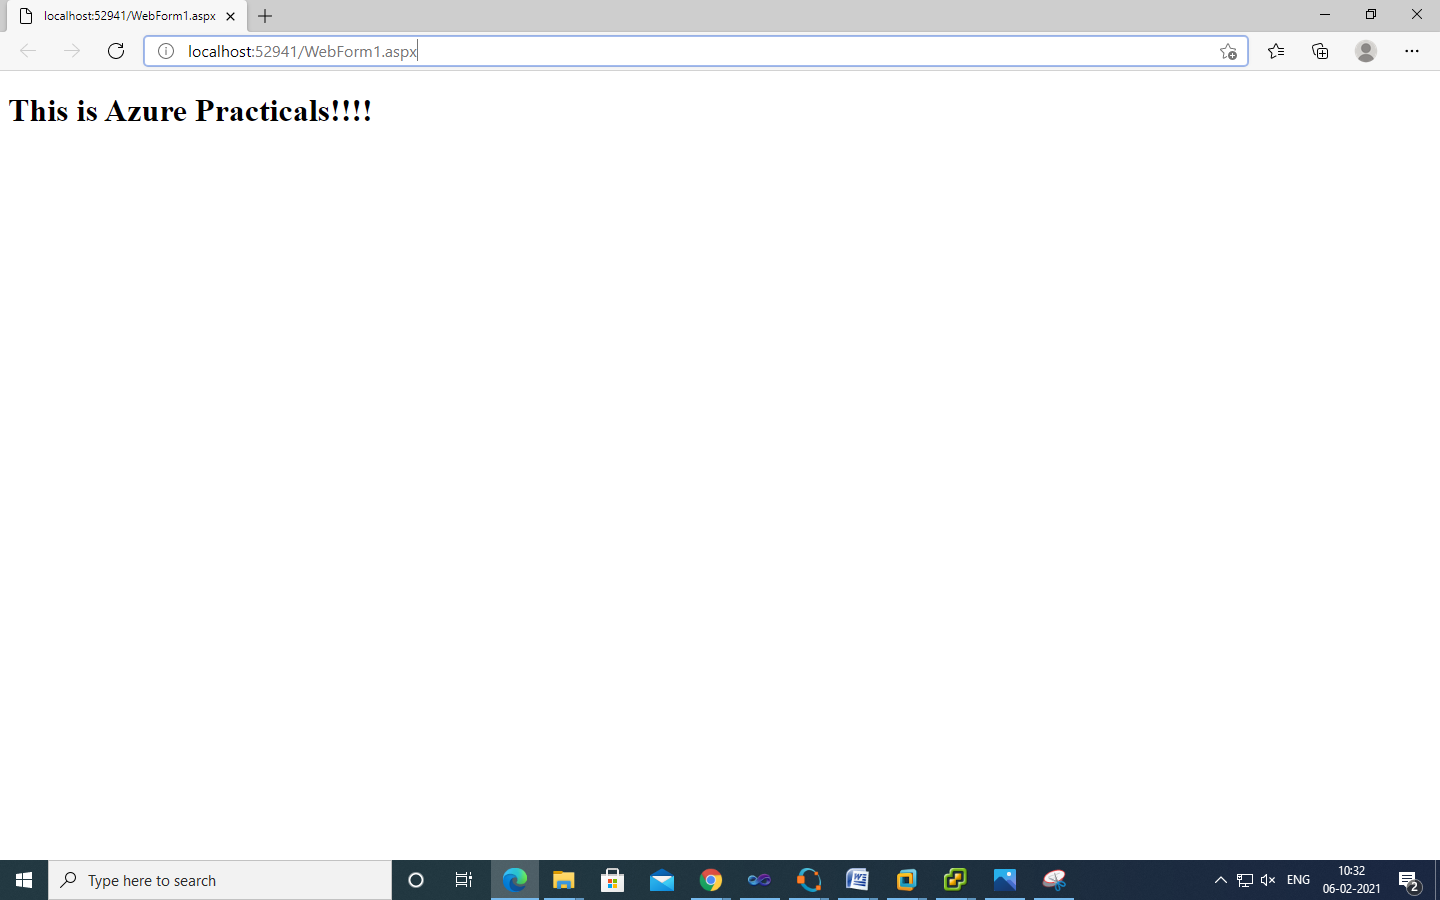 localhost:52941/WebForm1.aspx
localhost:52941/WebForm1.aspx
This is Azure Practicals!!!!
Type here to search
ENG
10:32
06-02-2021
2